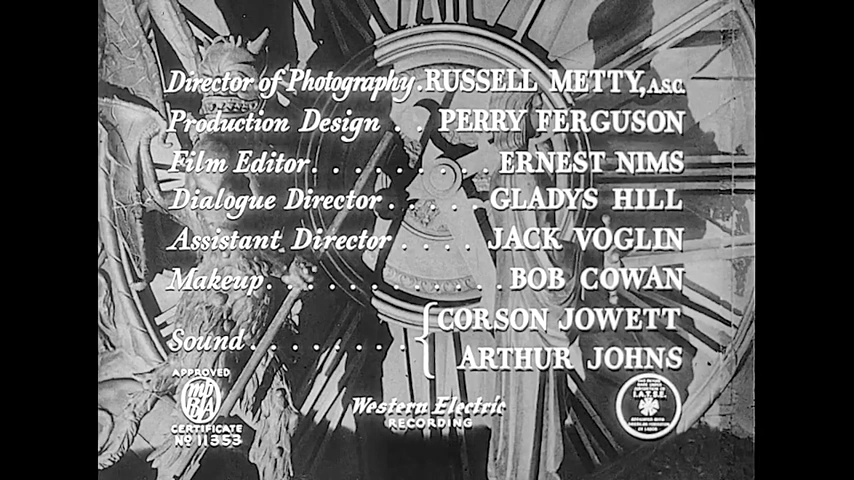 Director of Photography. RUSSELL METTY, A.S.C.
Production Design . . PERRY FERGUSON
Film Editor. . . . . . . . . ERNEST NIMS
Dialogue Director . . . . . GLADYS HILL
Assistant Director . . . . JACK VOGLIN
Makeup. . . . . . . . . . . . BOB COWAN
Sound . . . . . . . . { CORSON JOWETT
ARTHUR JOHNS
APPROVED
CERTIFICATE
No 11353
Western Electric
RECORDING
I.A.T.S.E.